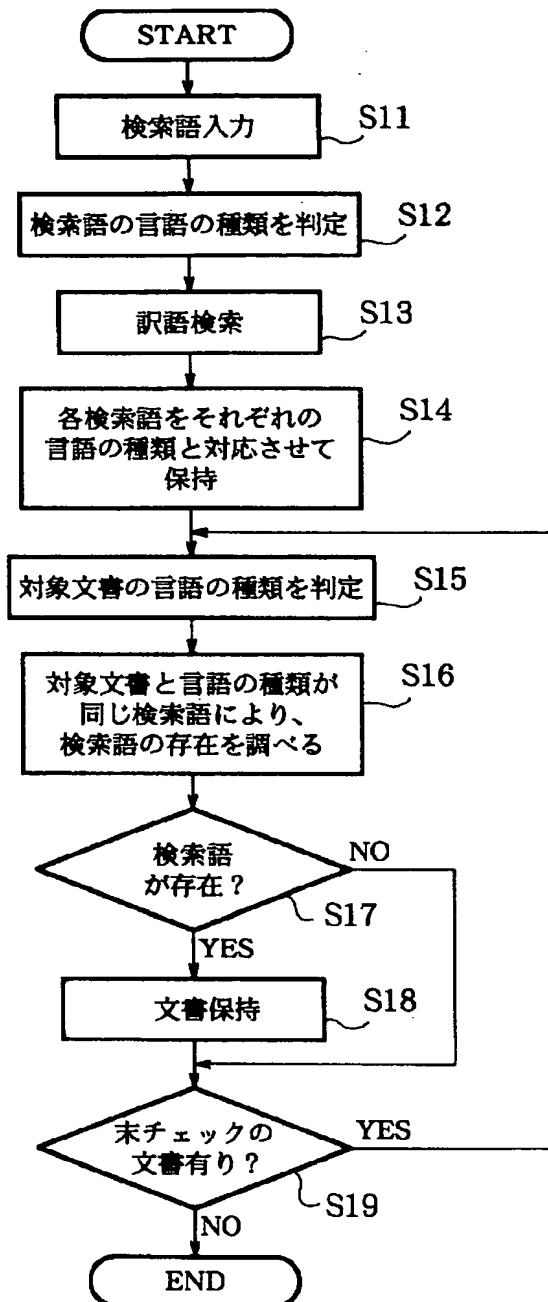 START
検索語入力
S11
検索語の言語の種類を判定
S12
訳語検索
S13
各検索語をそれぞれの
言語の種類と対応させて
保持
S14
対象文書の言語の種類を判定
S15
対象文書と言語の種類が
同じ検索語により、
検索語の存在を調べる
S16
検索語
が存在？
NO
S17
YES
文書保持
S18
末チェックの
文書有り？
YES
S19
NO
END